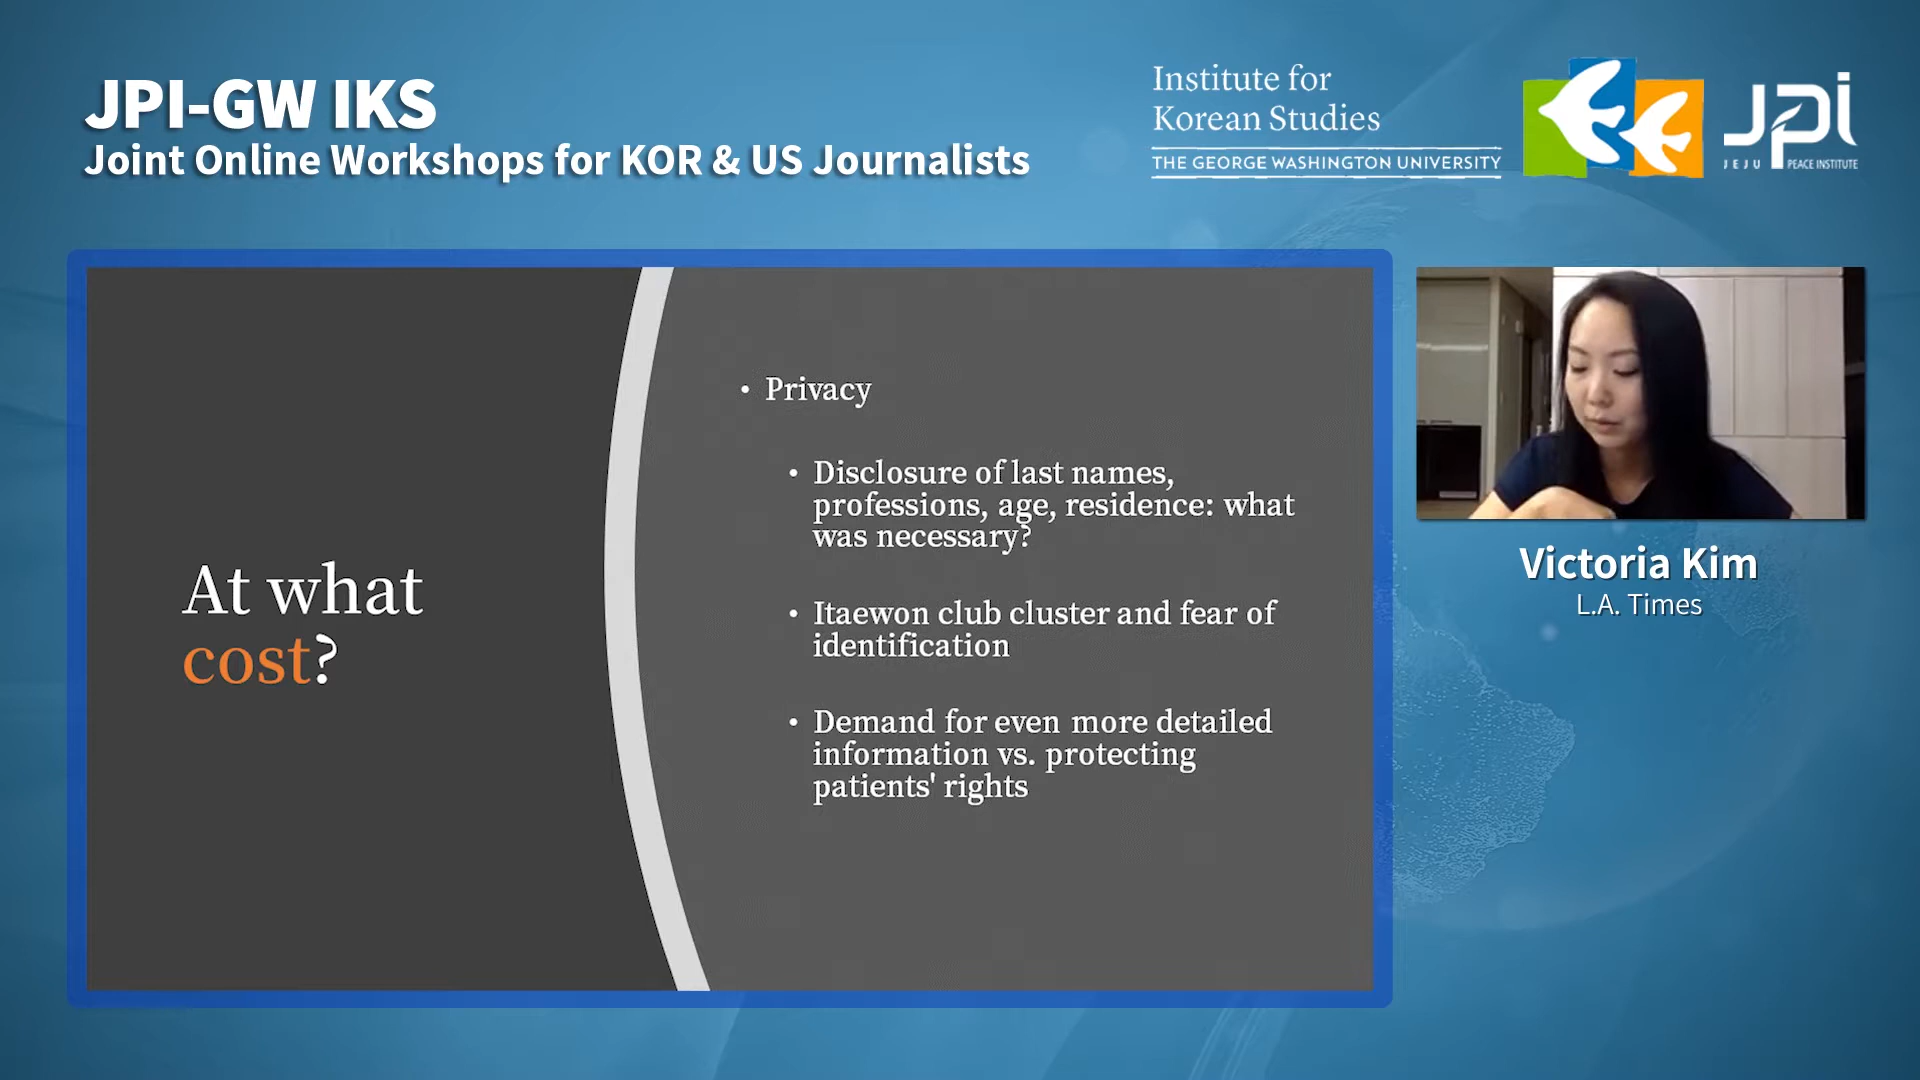 JPI-GW IKS
Joint Online Workshops for KOR & US Journalists
Institute for
Korean Studies
THE GEORGE WASHINGTON UNIVERSITY
JPI
JEJU PEACE INSTITUTE
At what
cost?
• Privacy
• Disclosure of last names,
professions, age, residence: what
was necessary?
• Itaewon club cluster and fear of
identification
• Demand for even more detailed
information vs. protecting
patients' rights
Victoria Kim
L.A. Times